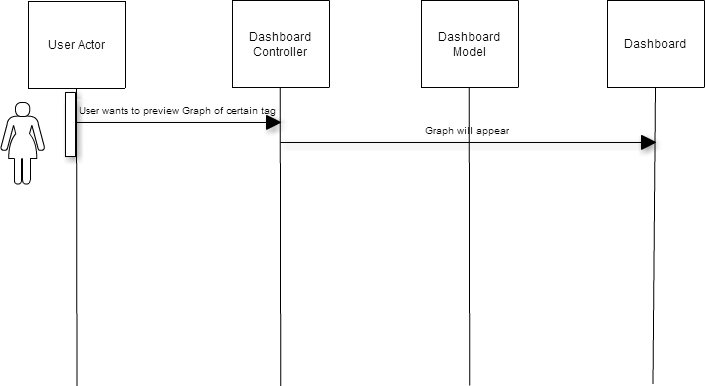 User Actor
Dashboard
Controller
Dashboard
Model
Dashboard
User wants to preview Graph of certain tag
Graph will appear